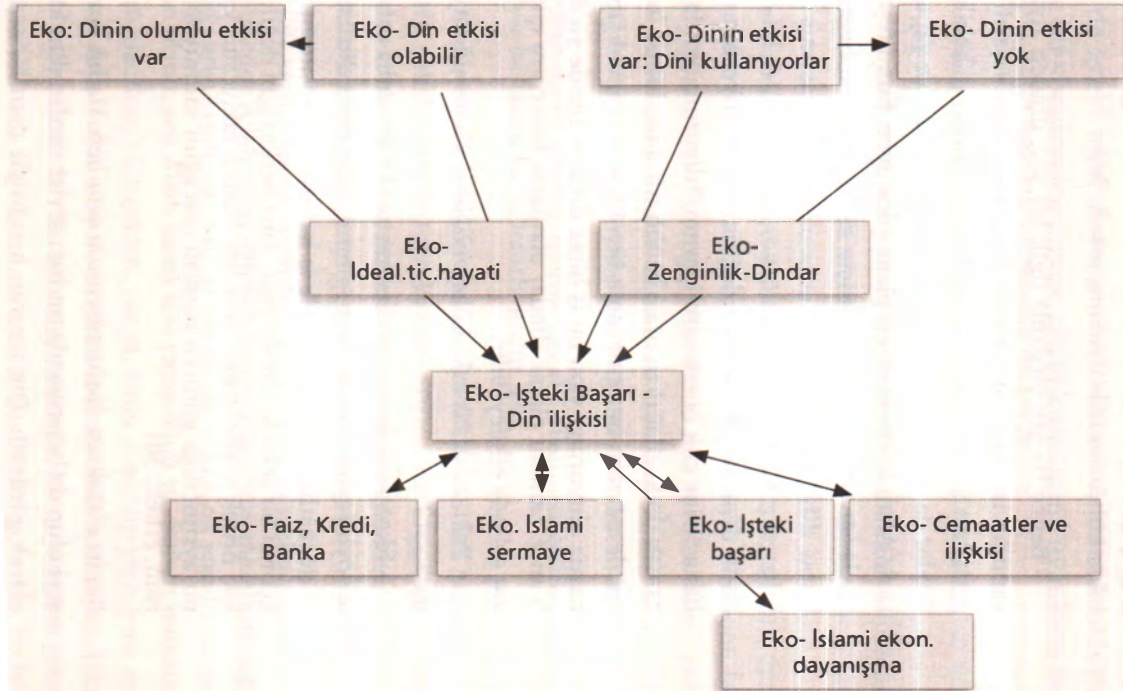 Eko: Dinin olumlu etkisi
var
Eko- Din etkisi
olabilir
Eko- Dinin etkisi
var: Dini kullanıyorlar
Eko- Dinin etkisi
yok
Eko-
İdeal.tic.hayati
Eko-
Zenginlik-Dindar
Eko- İşteki Başarı -
Din ilişkisi
Eko- Faiz, Kredi,
Banka
Eko. İslami
sermaye
Eko- İşteki
başarı
Eko- Cemaatler ve
ilişkisi
Eko- İslami ekon.
dayanışma